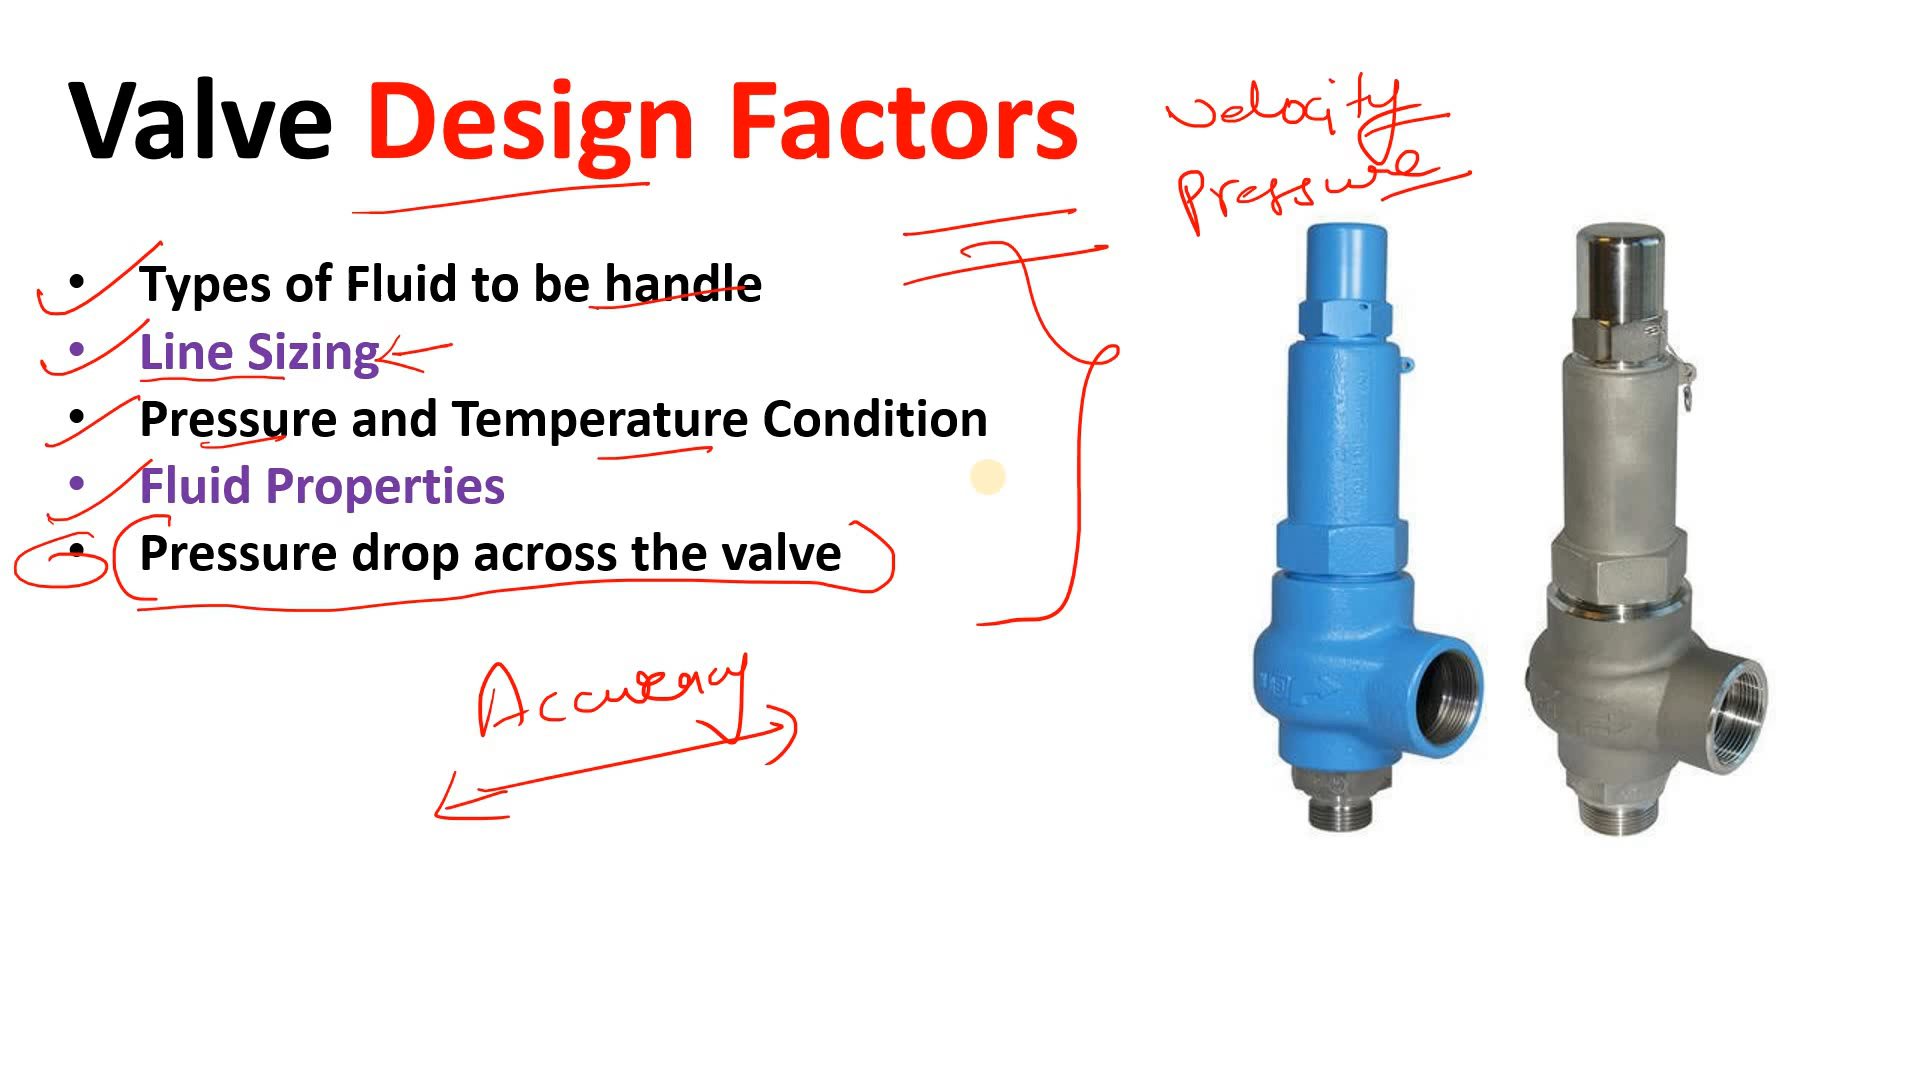 Valve Design Factors
velocity
Pressure
• Types of Fluid to be handle
• Line Sizing
• Pressure and Temperature Condition
• Fluid Properties
• Pressure drop across the valve
Accuracy